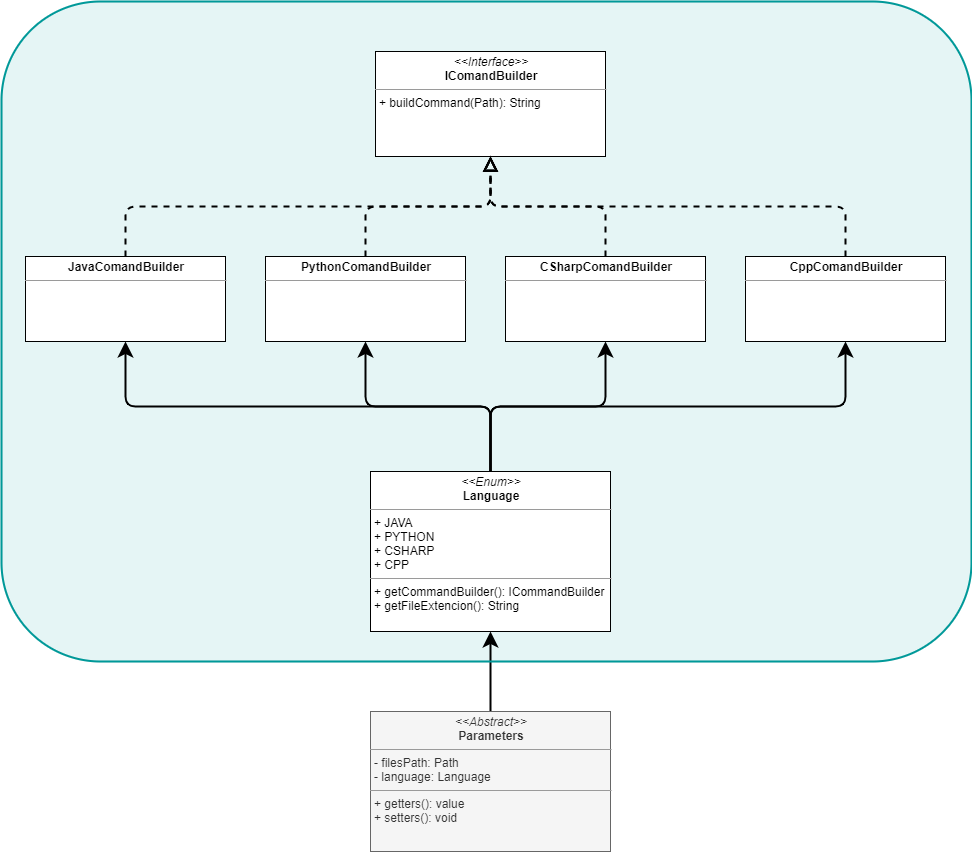 <<Interface>>
IComandBuilder
+ buildCommand(Path): String
JavaComandBuilder
PythonComandBuilder
CSharpComandBuilder
CppComandBuilder
<<Enum>>
Language
+ JAVA
+ PYTHON
+ CSHARP
+ CPP
+ getCommandBuilder(): ICommandBuilder
+ getFileExtencion(): String
<<Abstract>>
Parameters
- filesPath: Path
- language: Language
+ getters(): value
+ setters(): void